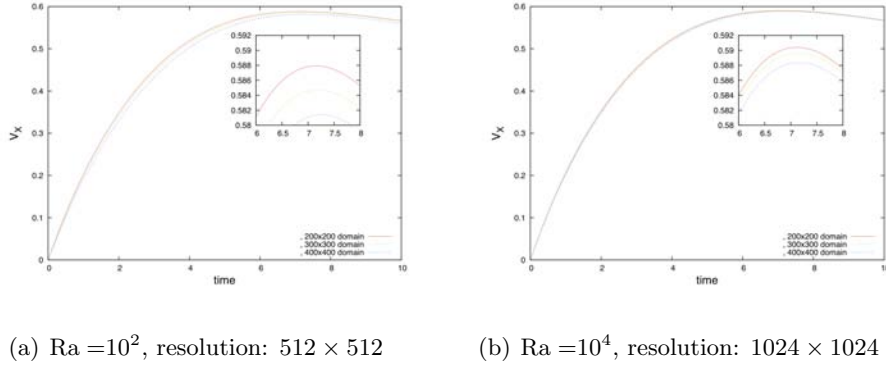 0.6
0.5
0.4
0.3
0.2
0.1
0
0 2 4 6 8 10
time
v_x
0.592
0.59
0.588
0.586
0.584
0.582
0.58
6 6.5 7 7.5 8
, 200x200 domain
, 300x300 domain
, 400x400 domain
(a) Ra =10², resolution: 512 × 512
0.6
0.5
0.4
0.3
0.2
0.1
0
0 2 4 6 8 10
time
v_x
0.592
0.59
0.588
0.586
0.584
0.582
0.58
6 6.5 7 7.5 8
, 200x200 domain
, 300x300 domain
, 400x400 domain
(b) Ra =10⁴, resolution: 1024 × 1024